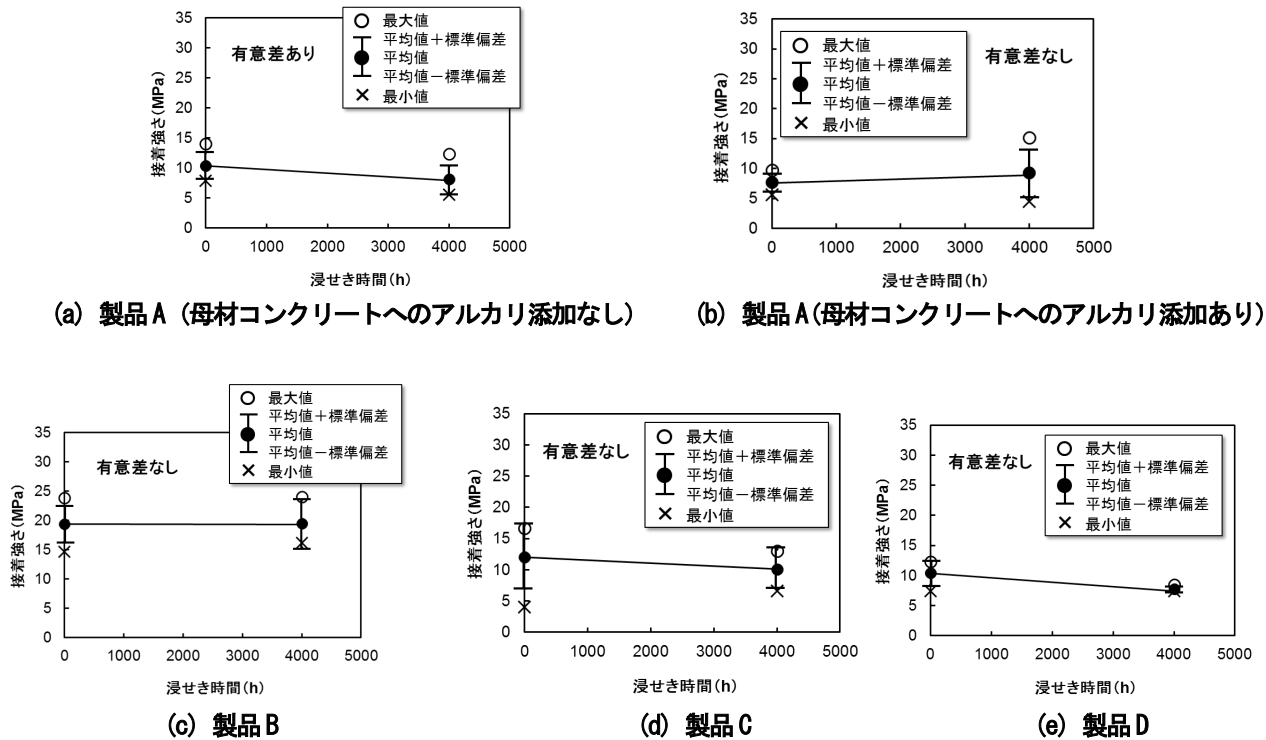 35
30
25
20
15
10
5
0
接着強さ(MPa)
有意差あり
最大値
平均値＋標準偏差
平均値
平均値－標準偏差
最小値
0 1000 2000 3000 4000 5000
浸せき時間(h)
(a) 製品A (母材コンクリートへのアルカリ添加なし)
35
30
25
20
15
10
5
0
接着強さ(MPa)
最大値
平均値＋標準偏差
平均値
平均値－標準偏差
最小値
有意差なし
0 1000 2000 3000 4000 5000
浸せき時間(h)
(b) 製品A(母材コンクリートへのアルカリ添加あり)
35
30
25
20
15
10
5
0
接着強さ(MPa)
有意差なし
最大値
平均値＋標準偏差
平均値
平均値－標準偏差
最小値
0 1000 2000 3000 4000 5000
浸せき時間(h)
(c) 製品B
35
30
25
20
15
10
5
0
接着強さ(MPa)
有意差なし
最大値
平均値＋標準偏差
平均値
平均値－標準偏差
最小値
0 1000 2000 3000 4000 5000
浸せき時間(h)
(d) 製品C
35
30
25
20
15
10
5
0
接着強さ(MPa)
有意差なし
最大値
平均値＋標準偏差
平均値
平均値－標準偏差
最小値
0 1000 2000 3000 4000 5000
浸せき時間(h)
(e) 製品D